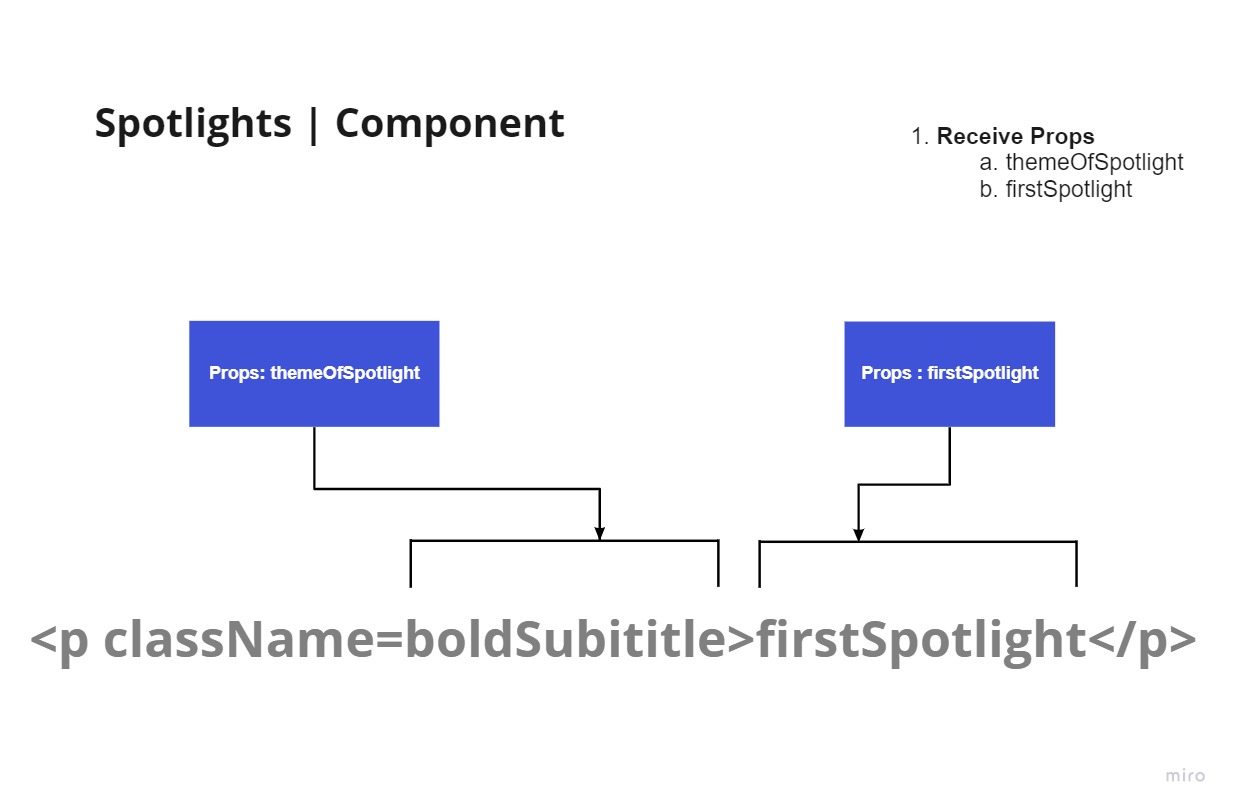 Spotlights | Component
1. Receive Props
a. themeOfSpotlight
b. firstSpotlight
Props: themeOfSpotlight
Props : firstSpotlight
<p className=boldSubititle>firstSpotlight</p>
miro